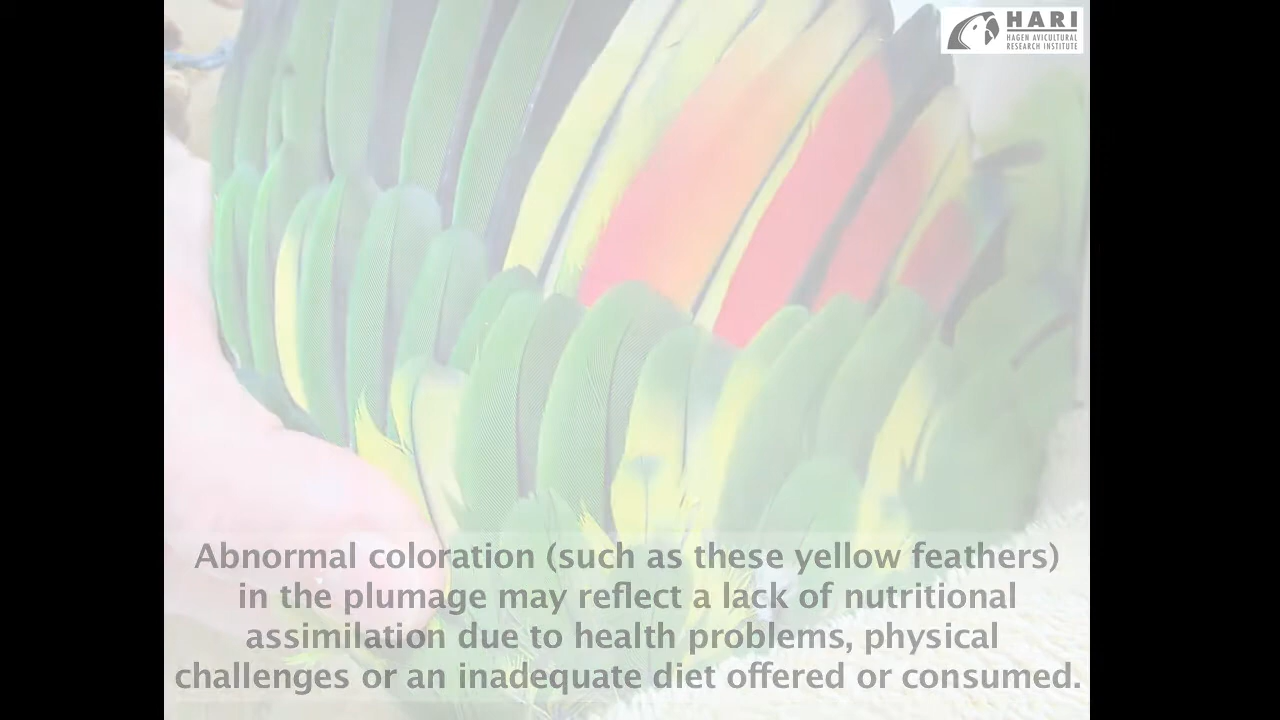 HARI
HAGEN AVICULTURAL
RESEARCH INSTITUTE
Abnormal coloration (such as these yellow feathers)
in the plumage may reflect a lack of nutritional
assimilation due to health problems, physical
challenges or an inadequate diet offered or consumed.